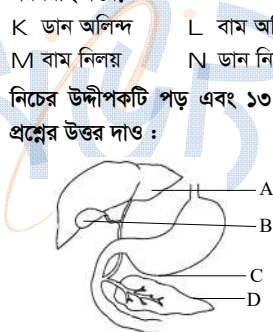 K ডান অলিন্দ L বাম
M বাম নিলয় N ডান
নিচের উদ্দীপকটি পড় এবং ১৩
প্রশ্নের উত্তর দাও :
A
B
C
D